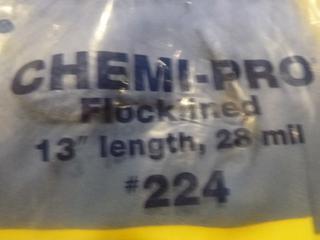 CHEMI-PRO®
Flocklined
13" length, 28 mil
#224